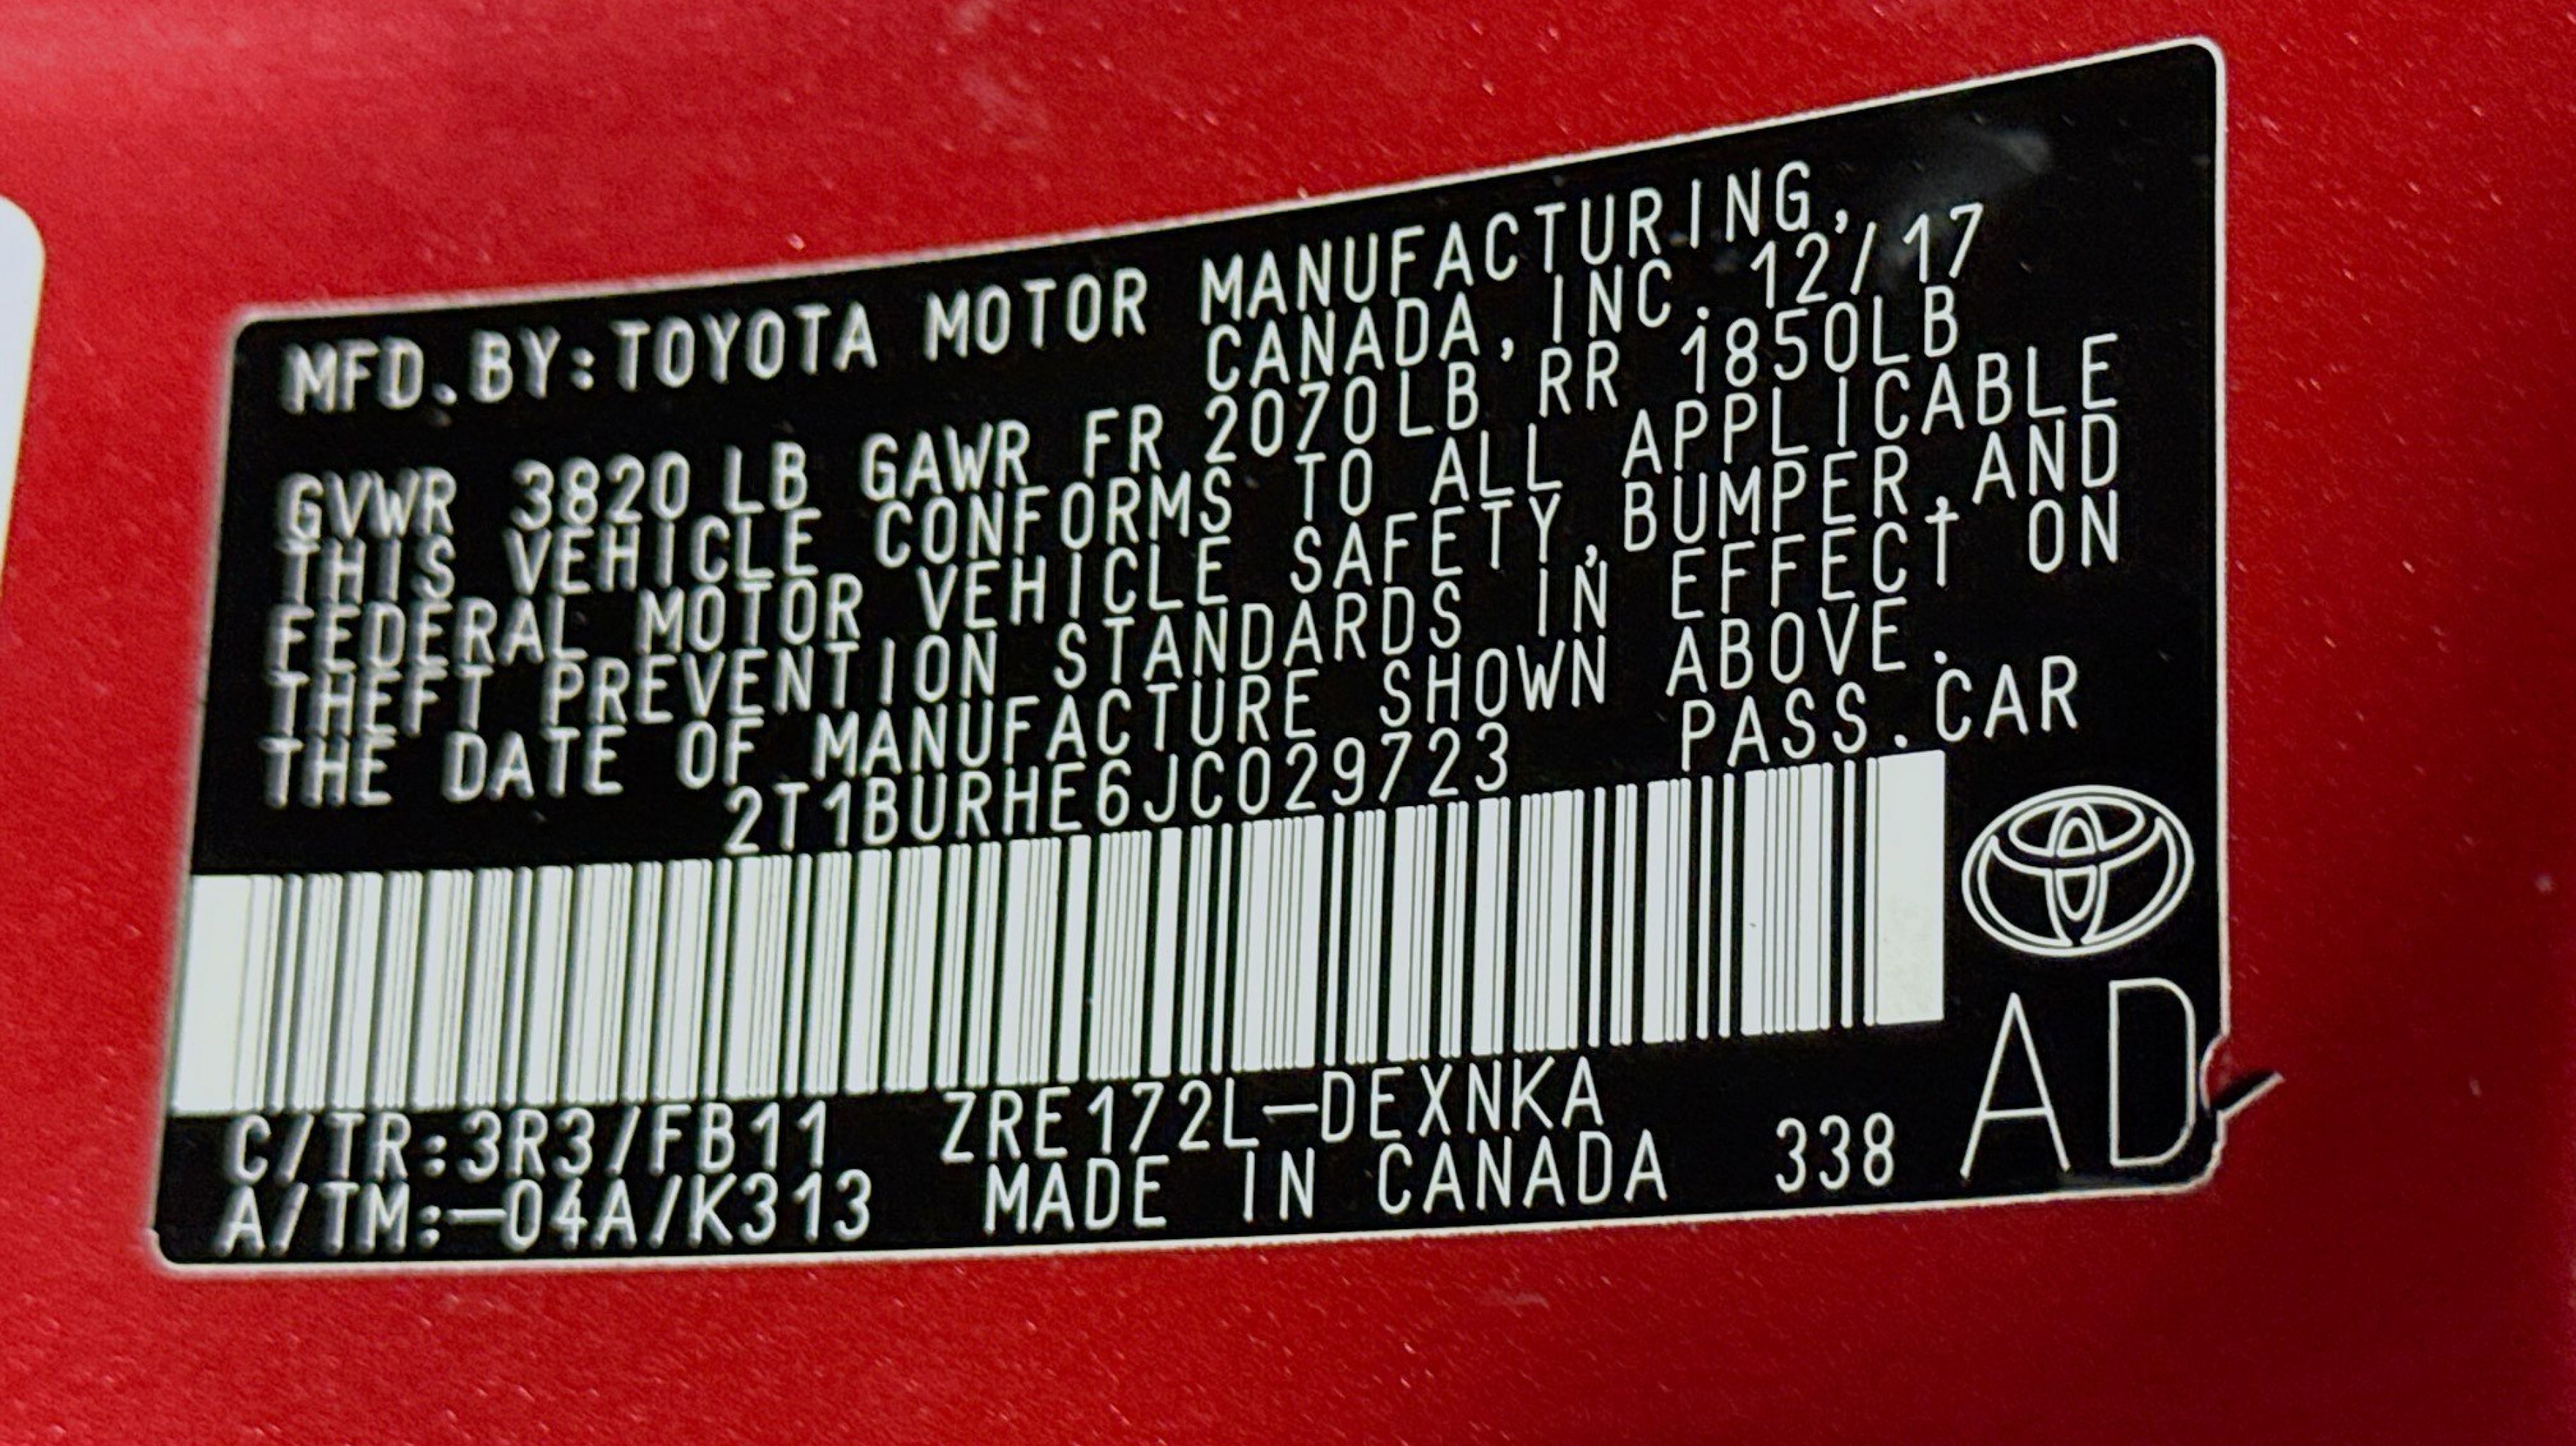 MFD.BY:TOYOTA MOTOR MANUFACTURING,
CANADA, INC. 12/17
GVWR 3820 LB GAWR FR 2070LB RR 1850LB
THIS VEHICLE CONFORMS TO ALL APPLICABLE
FEDERAL MOTOR VEHICLE SAFETY,BUMPER,AND
THEFT PREVENTION STANDARDS IN EFFECT ON
THE DATE OF MANUFACTURE SHOWN ABOVE.
2T1BURHE6JC029723 PASS.CAR
C/TR:3R3/FB11 ZRE172L-DEXNKA
A/TM:-04A/K313 MADE IN CANADA 338
AD